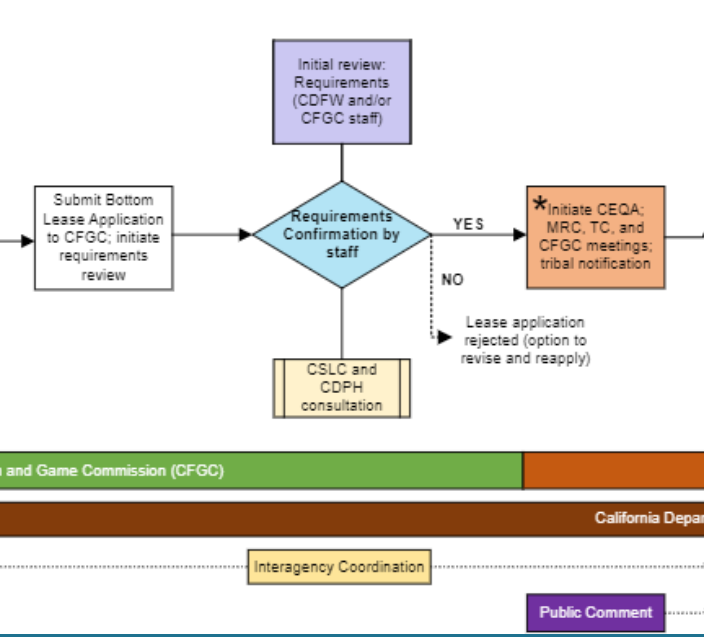 Initial review:
Requirements
(CDFW and/or
CFGC staff)
Submit Bottom
Lease Application
to CFGC; initiate
requirements
review
Requirements
Confirmation by
staff
YES
*Initiate CEQA;
MRC, TC, and
CFGC meetings;
tribal notification
NO
Lease application
rejected (option to
revise and reapply)
CSLC and
CDPH
consultation
and Game Commission (CFGC)
California Depar
Interagency Coordination
Public Comment